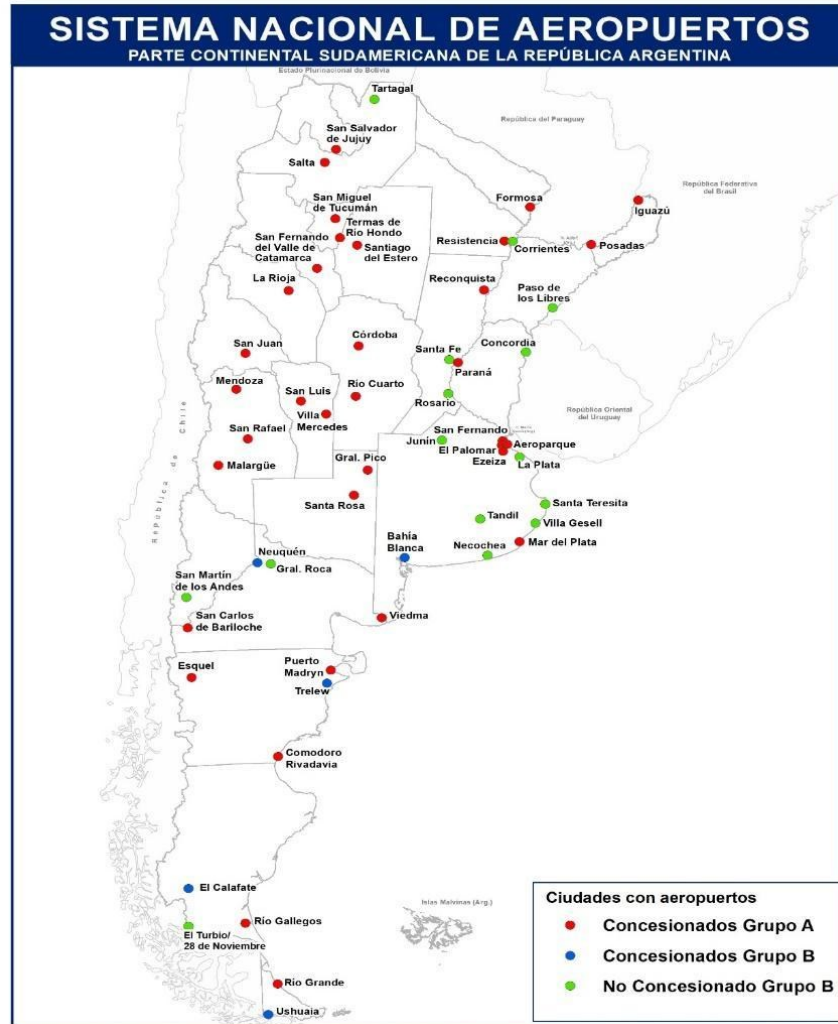 SISTEMA NACIONAL DE AEROPUERTOS
PARTE CONTINENTAL SUDAMERICANA DE LA REPÚBLICA ARGENTINA
Estado Plurinacional de Bolivia
Tartagal
República del Paraguay
San Salvador
de Jujuy
Salta
República Federativa
del Brasil
San Miguel
de Tucumán
Formosa
Iguazú
Termas de
Río Hondo
San Fernando
del Valle de
Catamarca
Santiago
del Estero
Resistencia
Corrientes
Posadas
La Rioja
Reconquista
Paso de
los Libres
San Juan
Córdoba
Santa Fe
Concordia
Paraná
Mendoza
San Luis
Río Cuarto
Rosario
República Oriental
del Uruguay
Villa
Mercedes
San Rafael
San Fernando
Junín
Aeroparque
El Palomar
Ezeiza
La Plata
Malargüe
Gral. Pico
República de Chile
Santa Rosa
Santa Teresita
Tandil
Villa Gesell
Bahía
Blanca
Necochea
Mar del Plata
Neuquén
Gral. Roca
San Martín
de los Andes
San Carlos
de Bariloche
Viedma
Esquel
Puerto
Madryn
Trelew
Comodoro
Rivadavia
El Calafate
Islas Malvinas (Arg.)
Río Gallegos
El Turbio/
28 de Noviembre
Río Grande
Ushuaia
Ciudades con aeropuertos
Concesionados Grupo A
Concesionados Grupo B
No Concesionado Grupo B